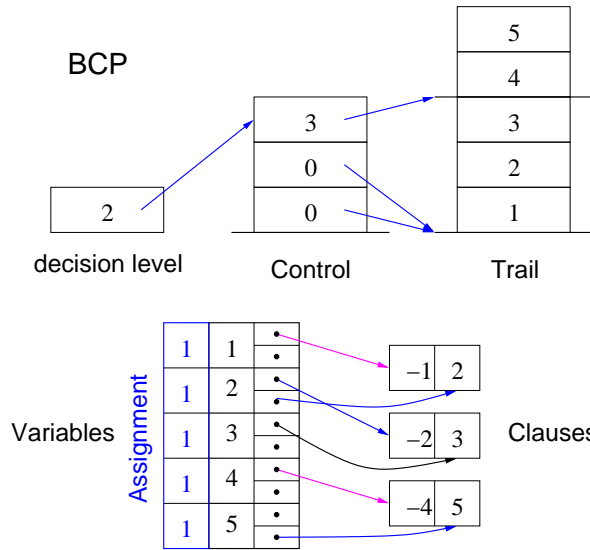 BCP
5
4
3
2
1
3
0
0
2
decision level
Control
Trail
Variables
Assignment
1 1
1 2
1 3
1 4
1 5
−1 2
−2 3
−4 5
Clauses